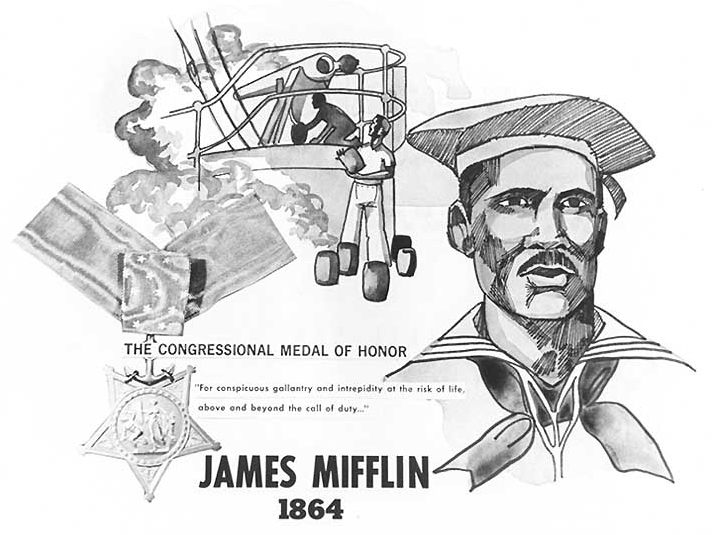 THE CONGRESSIONAL MEDAL OF HONOR
"For conspicuous gallantry and intrepidity at the risk of life,
above and beyond the call of duty..."
JAMES MIFFLIN
1864